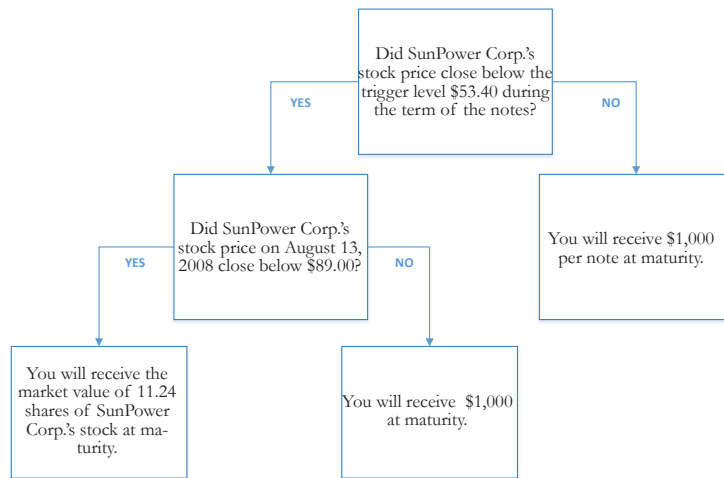 Did SunPower Corp.'s
stock price close below the
trigger level $53.40 during
the term of the notes?
YES
NO
Did SunPower Corp.'s
stock price on August 13,
2008 close below $89.00?
You will receive $1,000
per note at maturity.
YES
NO
You will receive the
market value of 11.24
shares of SunPower
Corp.'s stock at ma-
turity.
You will receive $1,000
at maturity.